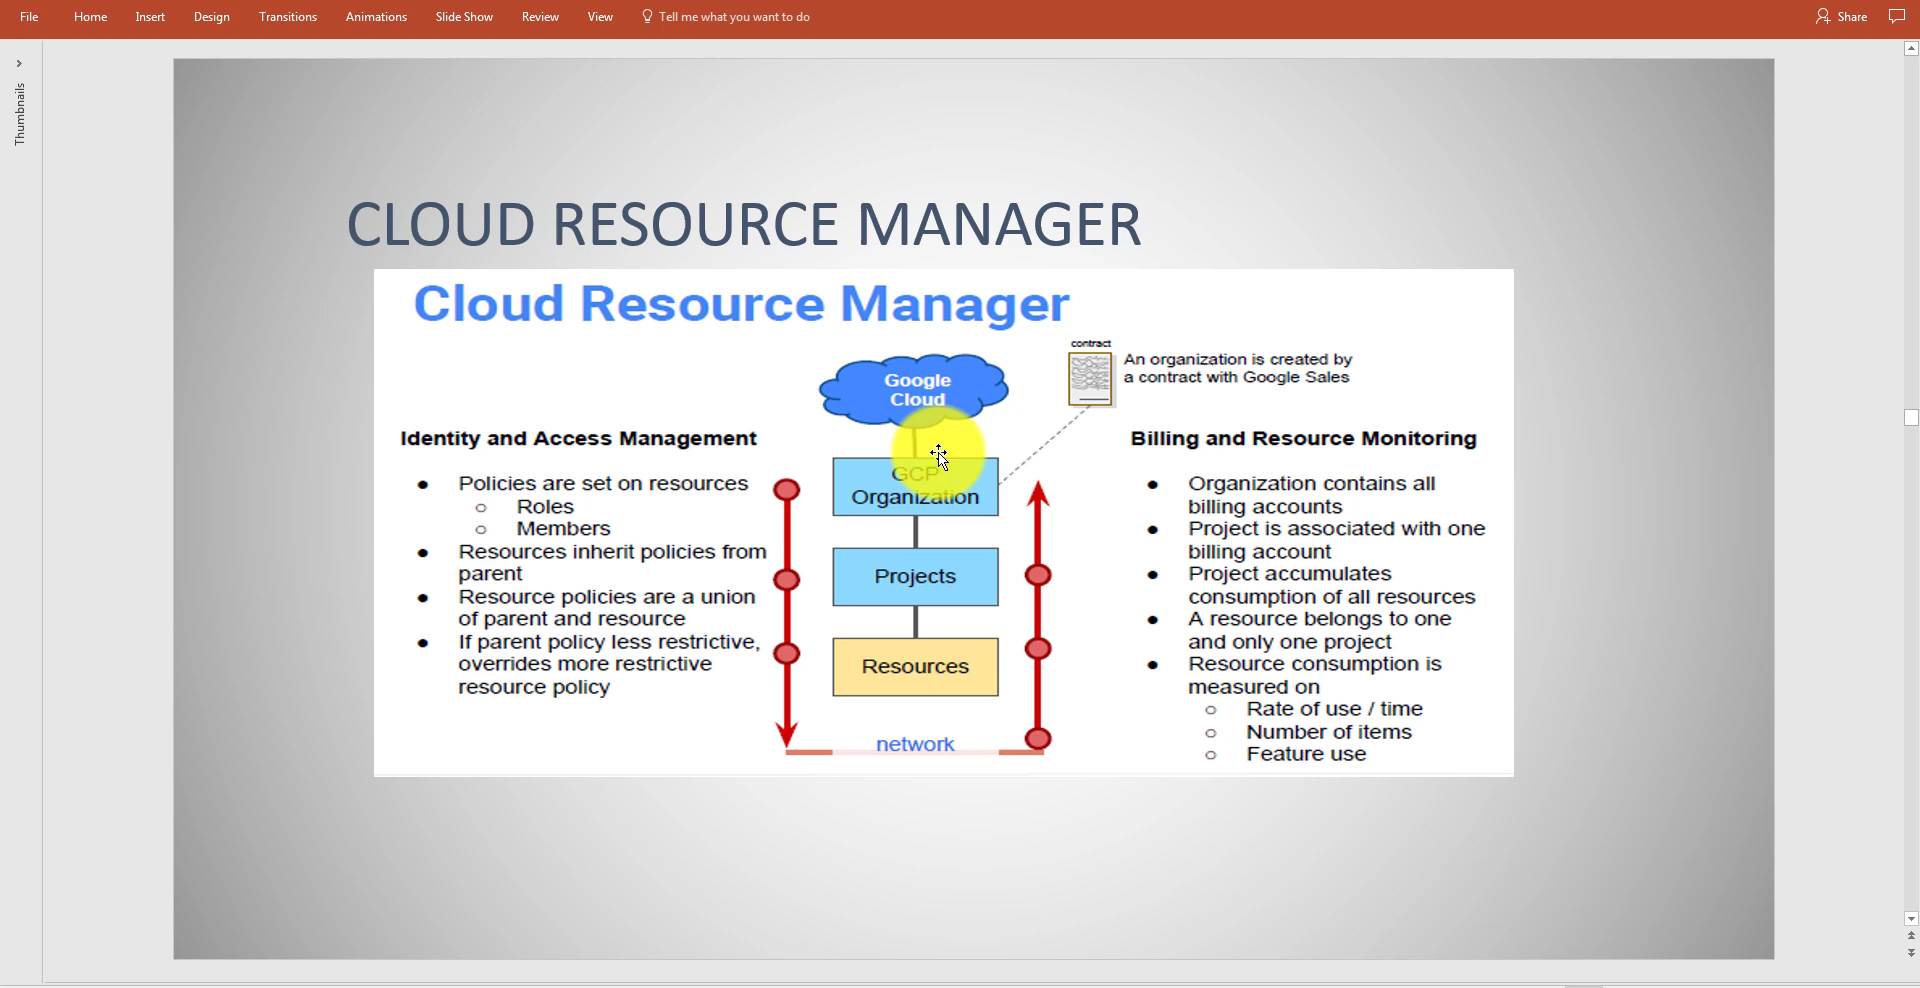 File Home Insert Design Transitions Animations Slide Show Review View Tell me what you want to do Share
Thumbnails
CLOUD RESOURCE MANAGER
Cloud Resource Manager
contract
An organization is created by
a contract with Google Sales
Google
Cloud
GCP
Organization
Projects
Resources
network
Identity and Access Management
● Policies are set on resources
○ Roles
○ Members
● Resources inherit policies from
parent
● Resource policies are a union
of parent and resource
● If parent policy less restrictive,
overrides more restrictive
resource policy
Billing and Resource Monitoring
● Organization contains all
billing accounts
● Project is associated with one
billing account
● Project accumulates
consumption of all resources
● A resource belongs to one
and only one project
● Resource consumption is
measured on
○ Rate of use / time
○ Number of items
○ Feature use